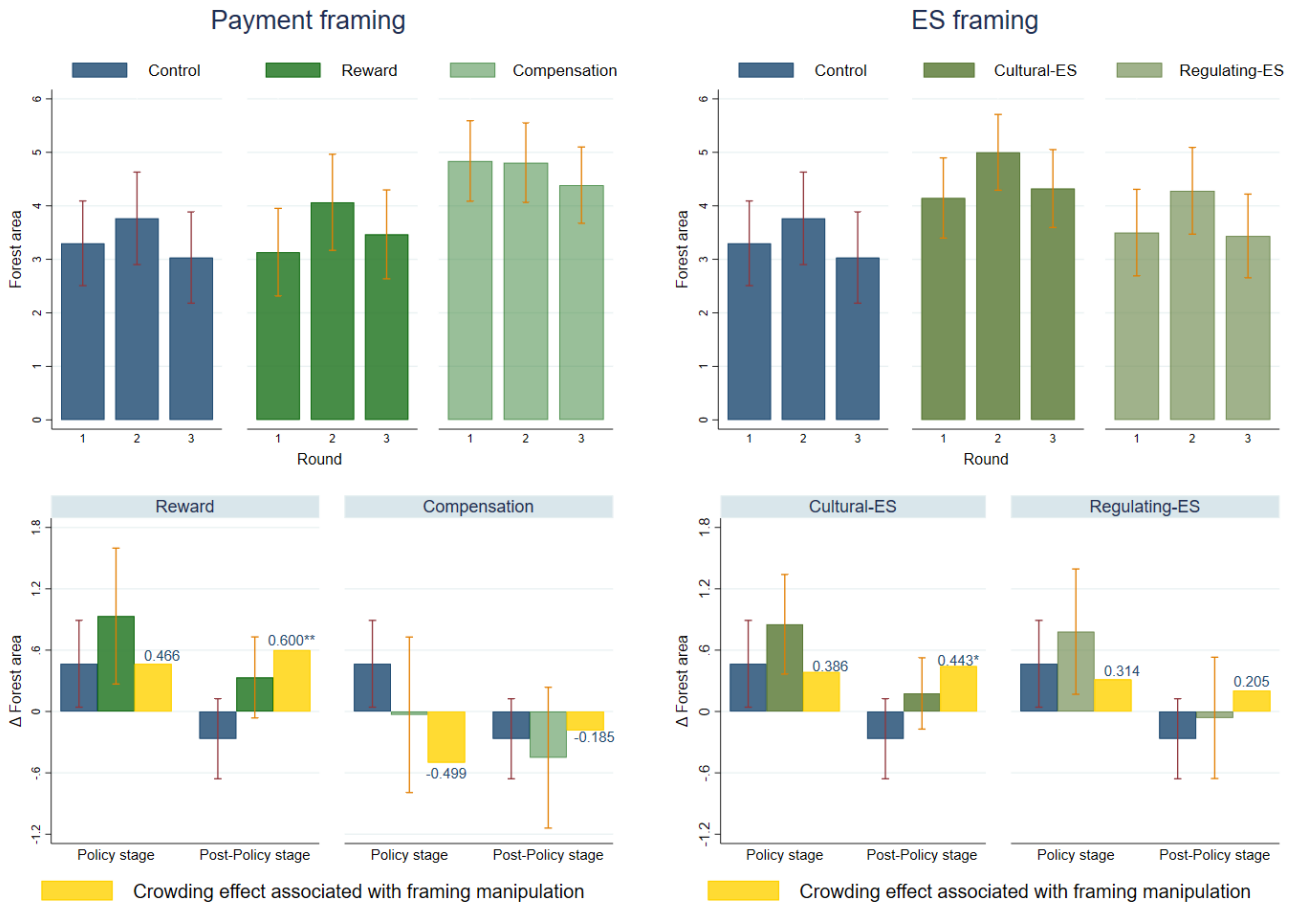 Payment framing
ES framing
Control Reward Compensation
Control Cultural-ES Regulating-ES
Forest area
0 1 2 3 4 5 6
1 2 3 1 2 3 1 2 3
Round
Forest area
0 1 2 3 4 5 6
1 2 3 1 2 3 1 2 3
Round
Reward Compensation
Δ Forest area
-1.2 -.6 0 .6 1.2 1.8
0.466 0.600** -0.499 -0.185
Policy stage Post-Policy stage Policy stage Post-Policy stage
Crowding effect associated with framing manipulation
Cultural-ES Regulating-ES
Δ Forest area
-1.2 -.6 0 .6 1.2 1.8
0.386 0.443* 0.314 0.205
Policy stage Post-Policy stage Policy stage Post-Policy stage
Crowding effect associated with framing manipulation